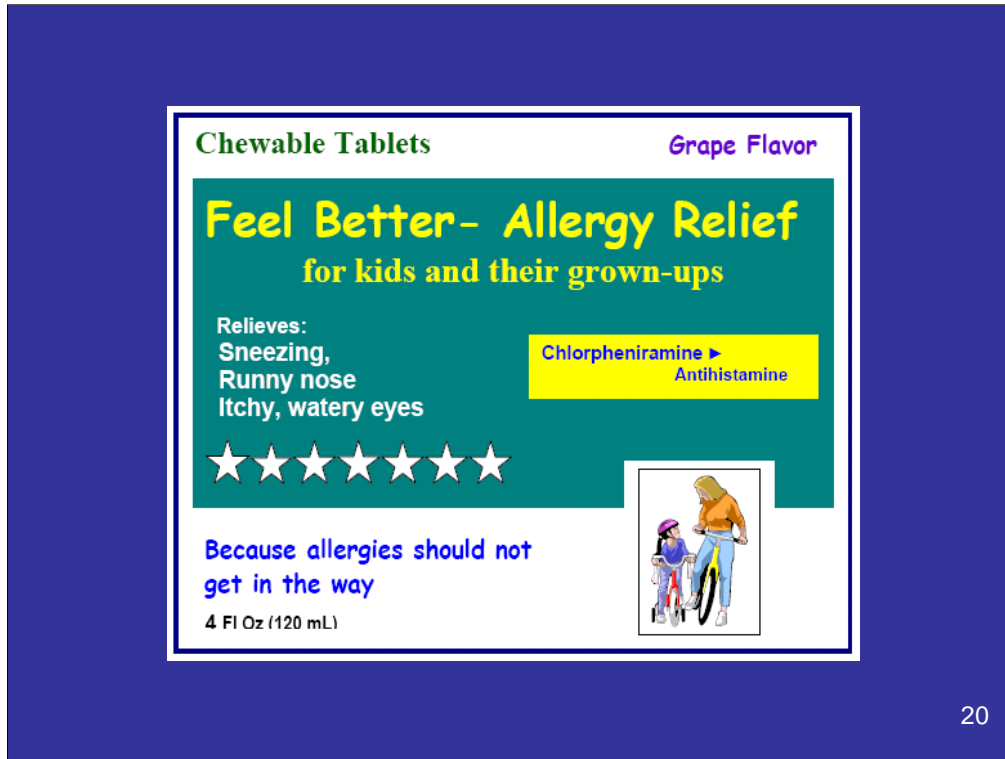 Chewable Tablets
Grape Flavor
Feel Better- Allergy Relief
for kids and their grown-ups
Relieves:
Sneezing,
Runny nose
Itchy, watery eyes
Chlorpheniramine ►
Antihistamine
Because allergies should not
get in the way
4 Fl Oz (120 mL)
20